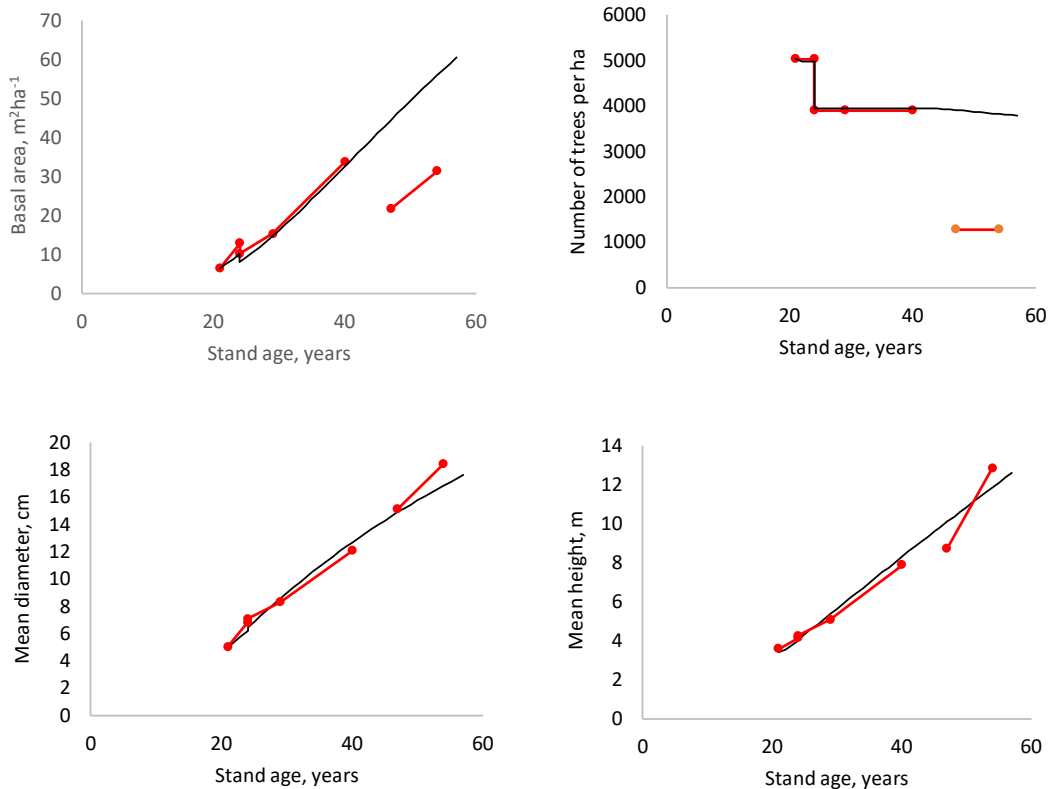 Basal area, m²ha⁻¹
70
60
50
40
30
20
10
0
0 20 40 60
Stand age, years
Number of trees per ha
6000
5000
4000
3000
2000
1000
0
0 20 40 60
Stand age, years
Mean diameter, cm
20
18
16
14
12
10
8
6
4
2
0
0 20 40 60
Stand age, years
Mean height, m
14
12
10
8
6
4
2
0
0 20 40 60
Stand age, years